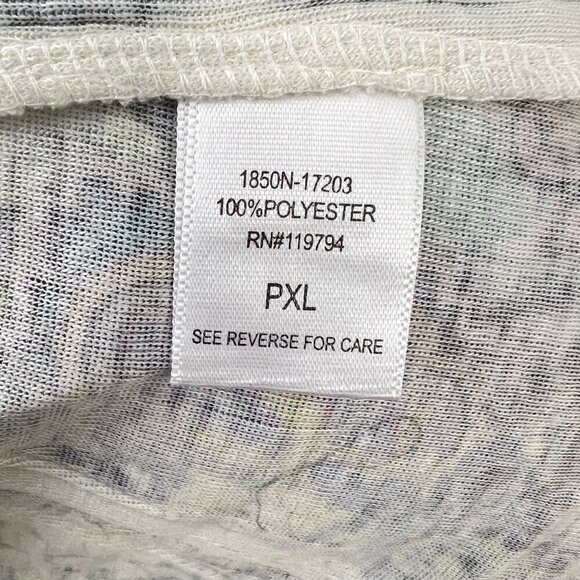 1850N-17203
100%POLYESTER
RN#119794
PXL
SEE REVERSE FOR CARE